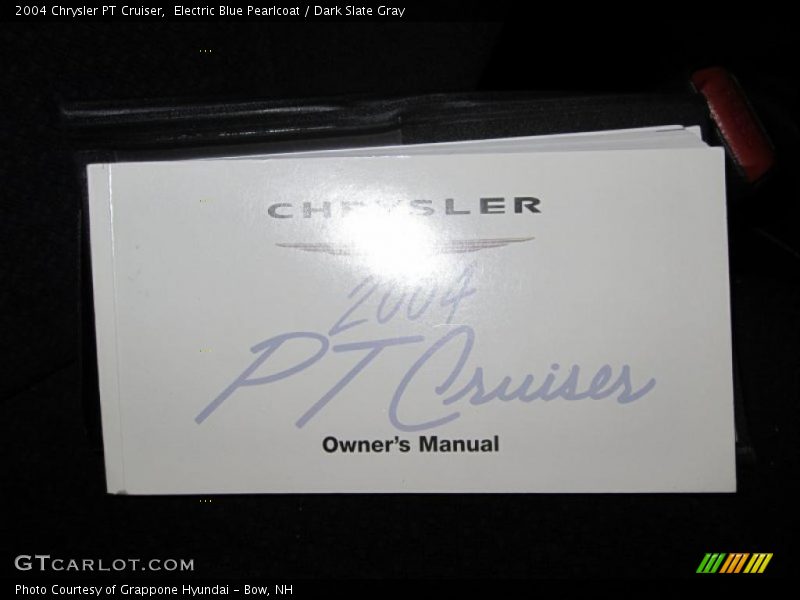 2004 Chrysler PT Cruiser,  Electric Blue Pearlcoat / Dark Slate Gray
CHRYSLER
2004
PT Cruiser
Owner's Manual
GTCARLOT.COM
Photo Courtesy of Grappone Hyundai - Bow, NH